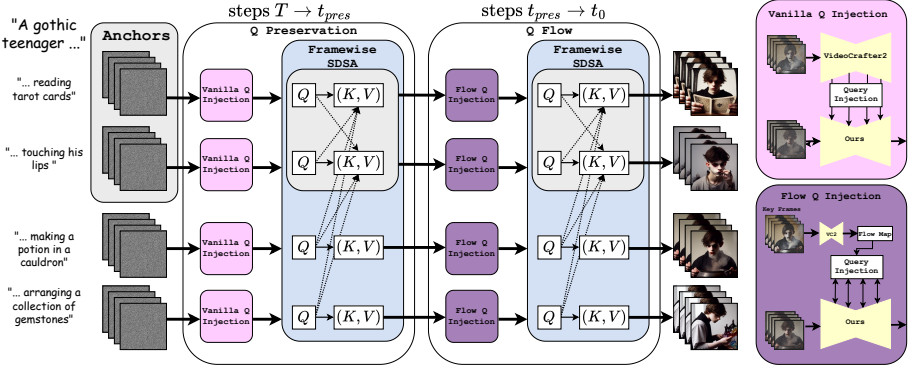 steps T → t_pres
steps t_pres → t_0
"A gothic
teenager ..."
Anchors
Q Preservation
Q Flow
Framewise
SDSA
Framewise
SDSA
"... reading
tarot cards"
Vanilla Q
Injection
Q
(K, V)
Flow Q
Injection
Q
(K, V)
"... touching his
lips "
Vanilla Q
Injection
Q
(K, V)
Flow Q
Injection
Q
(K, V)
"... making a
potion in a
cauldron"
Vanilla Q
Injection
Q
(K, V)
Flow Q
Injection
Q
(K, V)
"... arranging a
collection of
gemstones"
Vanilla Q
Injection
Q
(K, V)
Flow Q
Injection
Q
(K, V)
Vanilla Q Injection
VideoCrafter2
Query
Injection
Ours
Flow Q Injection
Key Frames
VC2
Flow Map
Query
Injection
Ours